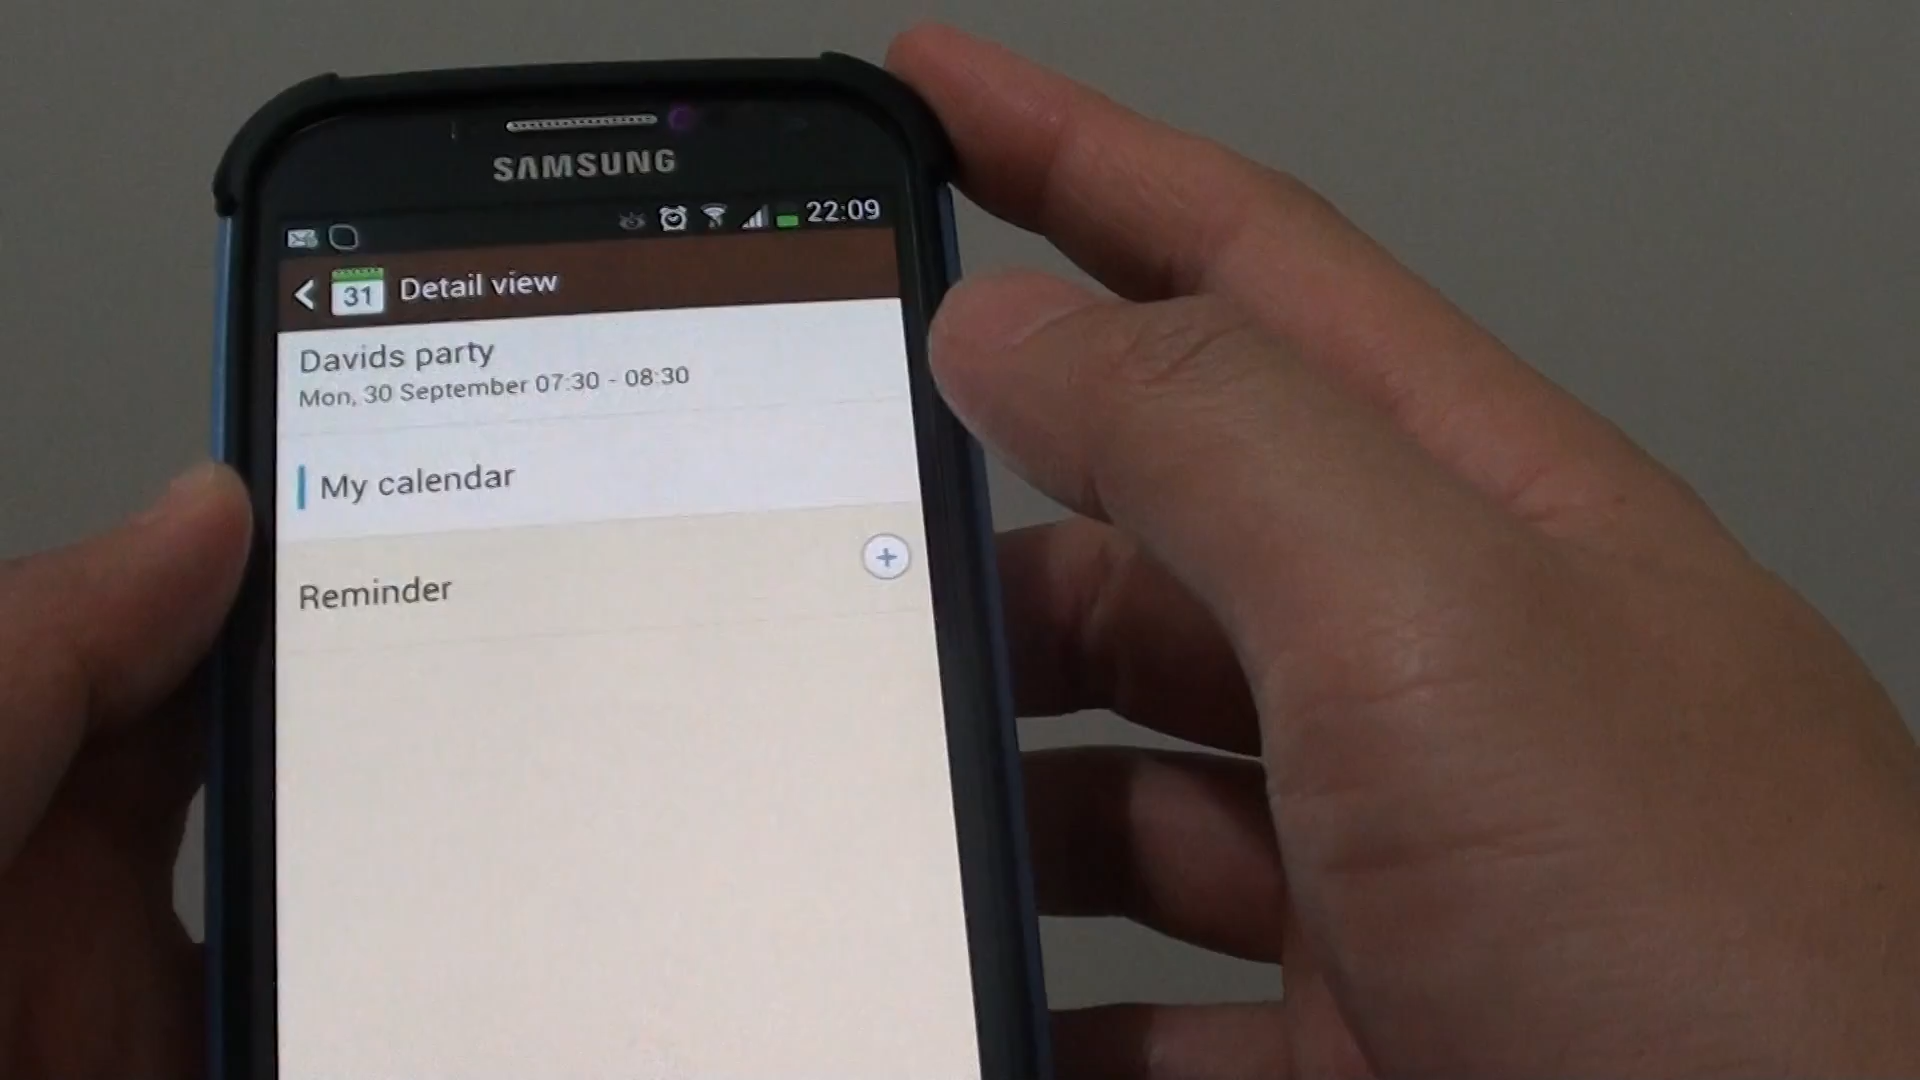 SAMSUNG
22:09
31 Detail view
Davids party
Mon, 30 September 07:30 - 08:30
My calendar
Reminder